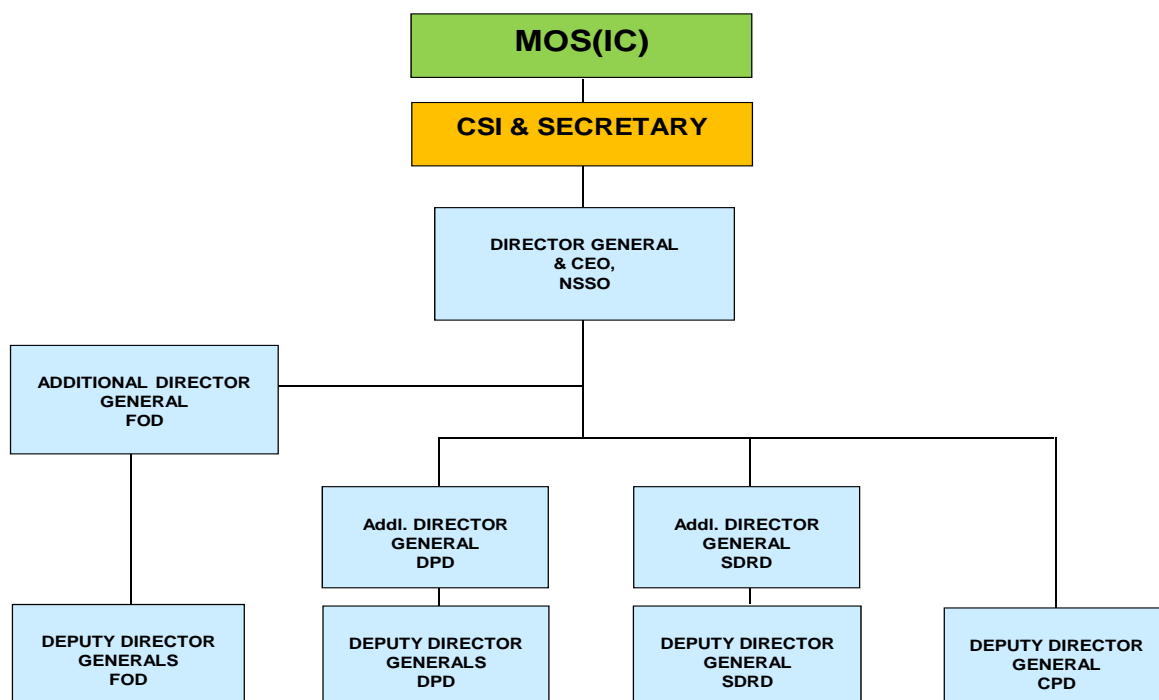 MOS(IC)
CSI & SECRETARY
DIRECTOR GENERAL
& CEO,
NSSO
ADDITIONAL DIRECTOR
GENERAL
FOD
Addl. DIRECTOR
GENERAL
DPD
Addl. DIRECTOR
GENERAL
SDRD
DEPUTY DIRECTOR
GENERALS
FOD
DEPUTY DIRECTOR
GENERALS
DPD
DEPUTY DIRECTOR
GENERAL
SDRD
DEPUTY DIRECTOR
GENERAL
CPD